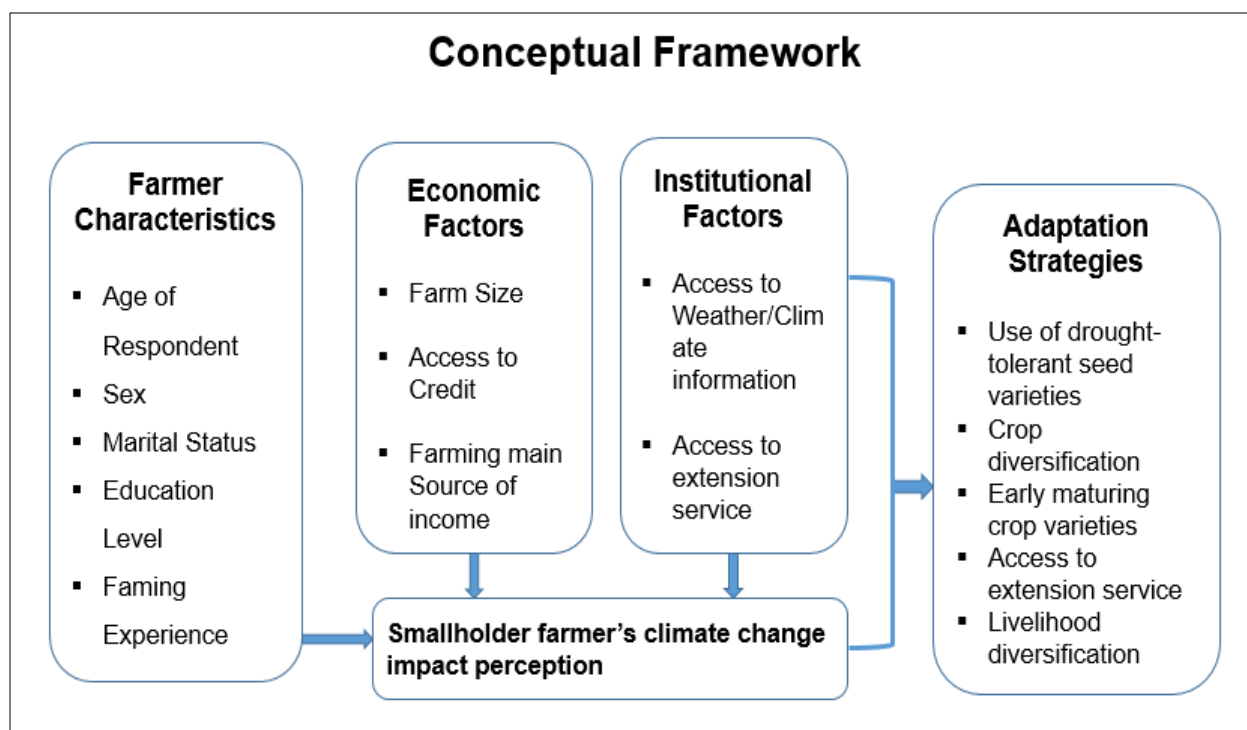 Conceptual Framework
Farmer
Characteristics
▪ Age of
Respondent
▪ Sex
▪ Marital Status
▪ Education
Level
▪ Faming
Experience
Economic
Factors
▪ Farm Size
▪ Access to
Credit
▪ Farming main
Source of
income
Institutional
Factors
▪ Access to
Weather/Clim
ate
information
▪ Access to
extension
service
Smallholder farmer’s climate change
impact perception
Adaptation
Strategies
▪ Use of drought-
tolerant seed
varieties
▪ Crop
diversification
▪ Early maturing
crop varieties
▪ Access to
extension service
▪ Livelihood
diversification